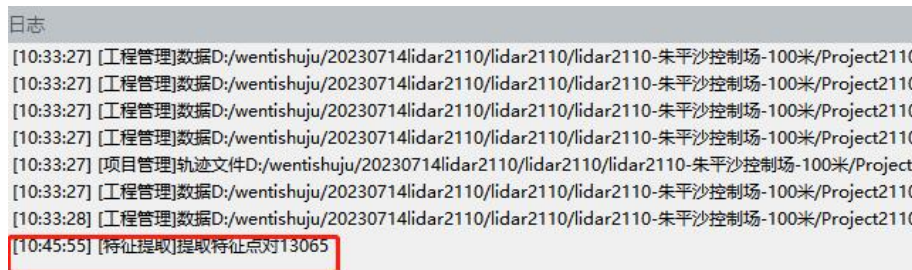 日志
[10:33:27] [工程管理]数据D:/wentishuju/20230714lidar2110/lidar2110/lidar2110-朱平沙控制场-100米/Project2110
[10:33:27] [工程管理]数据D:/wentishuju/20230714lidar2110/lidar2110/lidar2110-朱平沙控制场-100米/Project2110
[10:33:27] [工程管理]数据D:/wentishuju/20230714lidar2110/lidar2110/lidar2110-朱平沙控制场-100米/Project2110
[10:33:27] [工程管理]数据D:/wentishuju/20230714lidar2110/lidar2110/lidar2110-朱平沙控制场-100米/Project2110
[10:33:27] [项目管理]轨迹文件D:/wentishuju/20230714lidar2110/lidar2110/lidar2110-朱平沙控制场-100米/Project
[10:33:27] [工程管理]数据D:/wentishuju/20230714lidar2110/lidar2110/lidar2110-朱平沙控制场-100米/Project2110
[10:33:28] [工程管理]数据D:/wentishuju/20230714lidar2110/lidar2110/lidar2110-朱平沙控制场-100米/Project2110
[10:45:55] [特征提取]提取特征点对13065